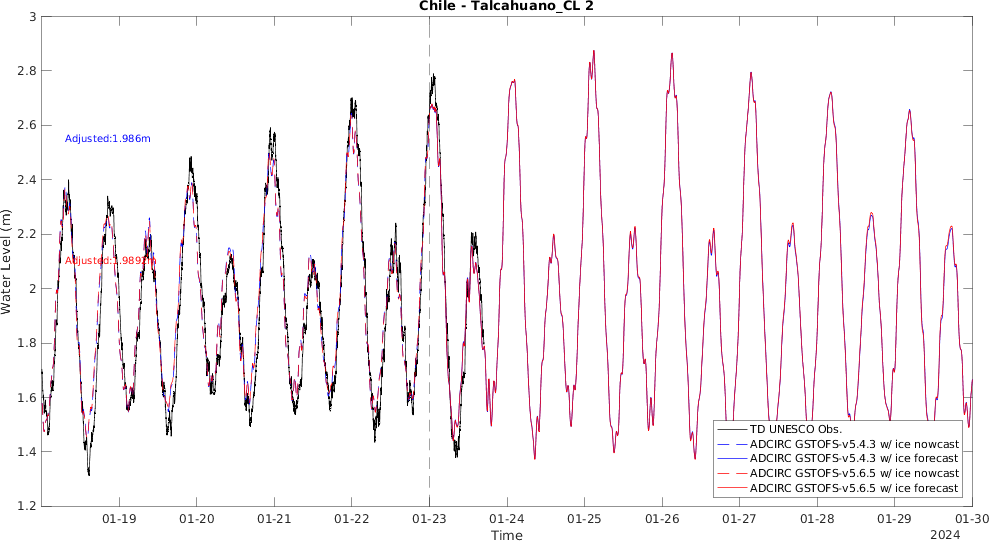 Chile - Talcahuano_CL 2
3
2.8
2.6
2.4
2.2
2
1.8
1.6
1.4
1.2
Water Level (m)
Adjusted:1.986m
TD UNESCO Obs.
ADCIRC GSTOFS-v5.4.3 w/ ice nowcast
ADCIRC GSTOFS-v5.4.3 w/ ice forecast
ADCIRC GSTOFS-v5.6.5 w/ ice nowcast
ADCIRC GSTOFS-v5.6.5 w/ ice forecast
01-19 01-20 01-21 01-22 01-23 01-24 01-25 01-26 01-27 01-28 01-29 01-30
Time
2024